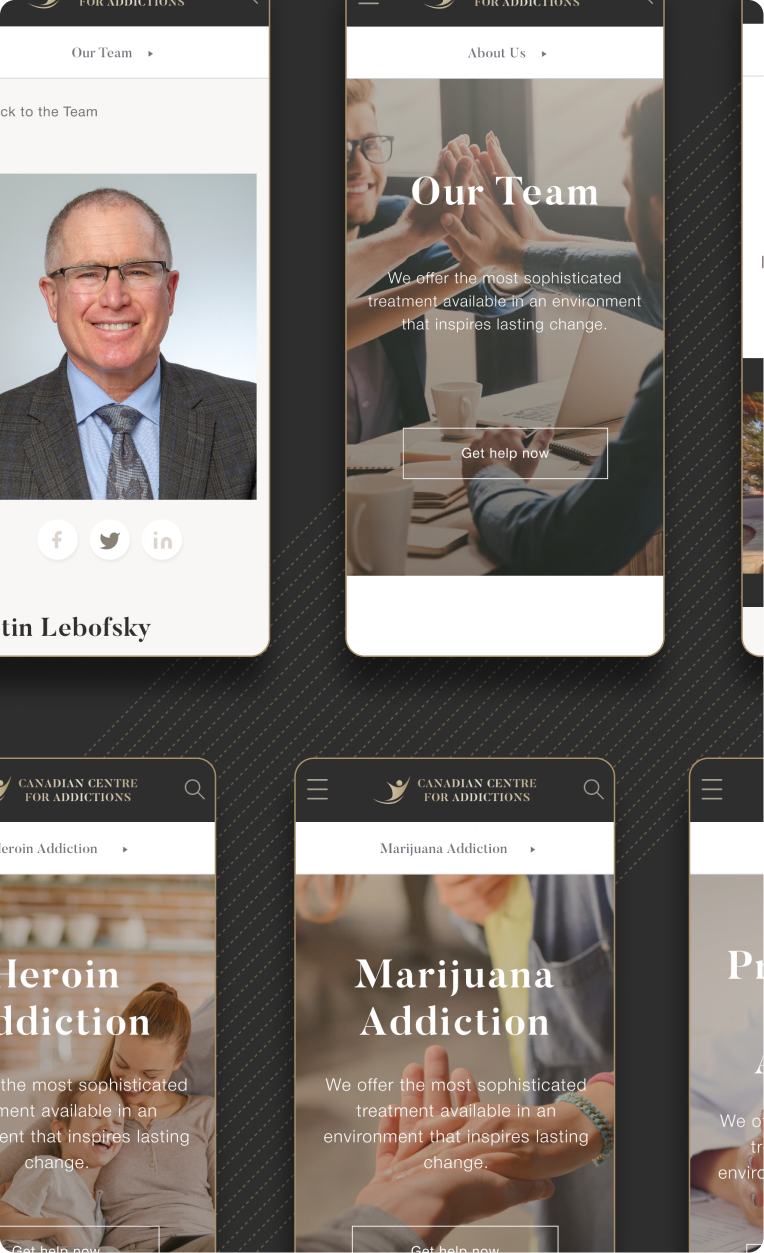 FOR ADDICTIONS
Our Team
ck to the Team
tin Lebofsky
FOR ADDICTIONS
About Us
Our Team
We offer the most sophisticated
treatment available in an environment
that inspires lasting change.
Get help now
CANADIAN CENTRE
FOR ADDICTIONS
eroin Addiction
Heroin
ddiction
the most sophisticated
ment available in an
ent that inspires lasting
change.
Get help now
CANADIAN CENTRE
FOR ADDICTIONS
Marijuana Addiction
Marijuana
Addiction
We offer the most sophisticated
treatment available in an
environment that inspires lasting
change.
Get help now
Pr
A
We o
tr
enviro